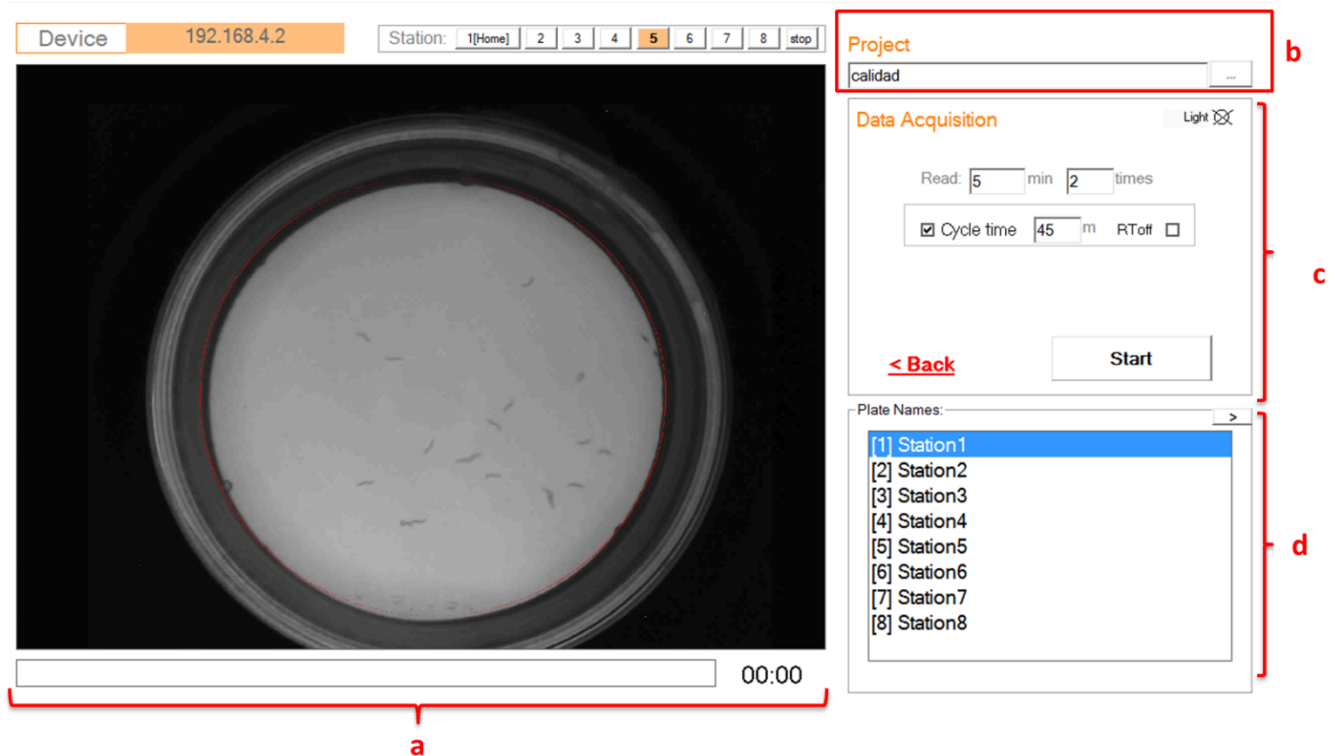 Device 192.168.4.2 Station: 1[Home] 2 3 4 5 6 7 8 stop
Project
calidad ...
b
Data Acquisition Light
Read: 5 min 2 times
Cycle time 45 m RToff
c
< Back Start
Plate Names: >
[1] Station1
[2] Station2
[3] Station3
[4] Station4
[5] Station5
[6] Station6
[7] Station7
[8] Station8
d
00:00
a